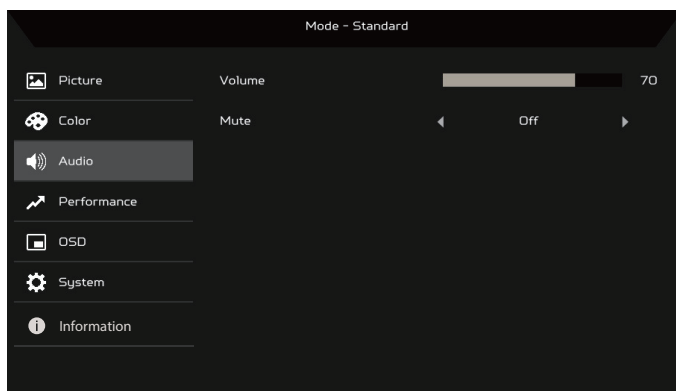 Mode - Standard
Picture
Volume 70
Color
Mute Off
Audio
Performance
OSD
System
Information